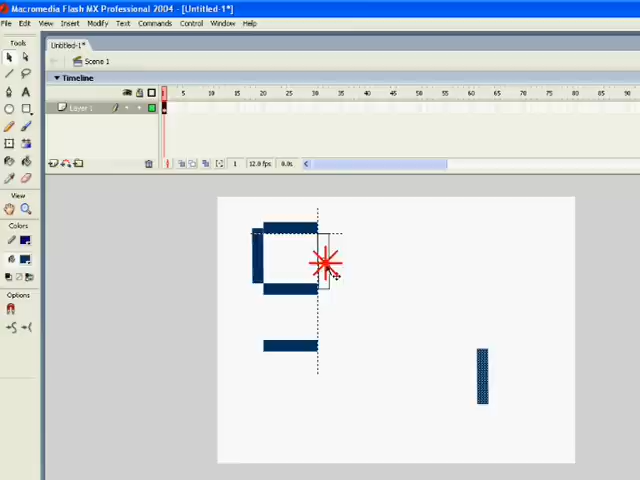 Macromedia Flash MX Professional 2004 - [Untitled-1*]
File Edit View Insert Modify Text Commands Control Window Help
Tools
Untitled-1*
Scene 1
Timeline
1 5 10 15 20 25 30 35 40 45 50 55 60 65 70 75 80 85 90 95
Layer 1
1 12.0 fps 0.0s
View
Colors
Options